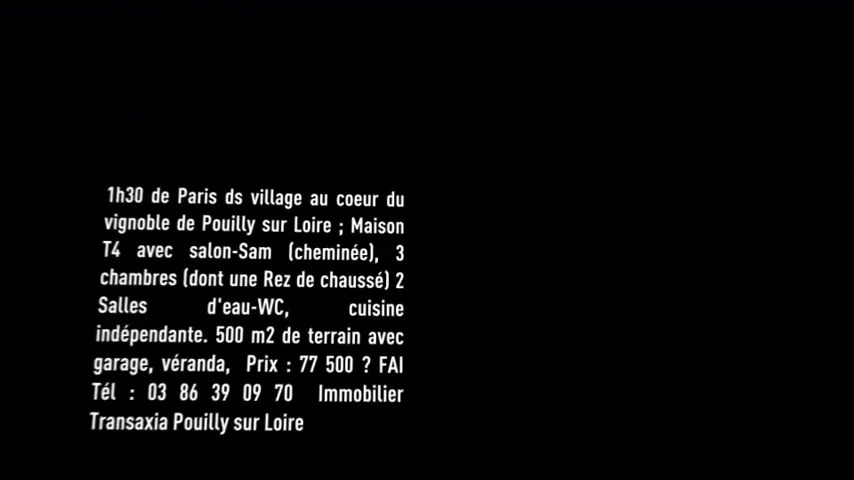 1h30 de Paris ds village au coeur du
vignoble de Pouilly sur Loire ; Maison
T4 avec salon-Sam (cheminée), 3
chambres (dont une Rez de chaussé) 2
Salles d'eau-WC, cuisine
indépendante. 500 m2 de terrain avec
garage, véranda, Prix : 77 500 ? FAI
Tél : 03 86 39 09 70 Immobilier
Transaxia Pouilly sur Loire